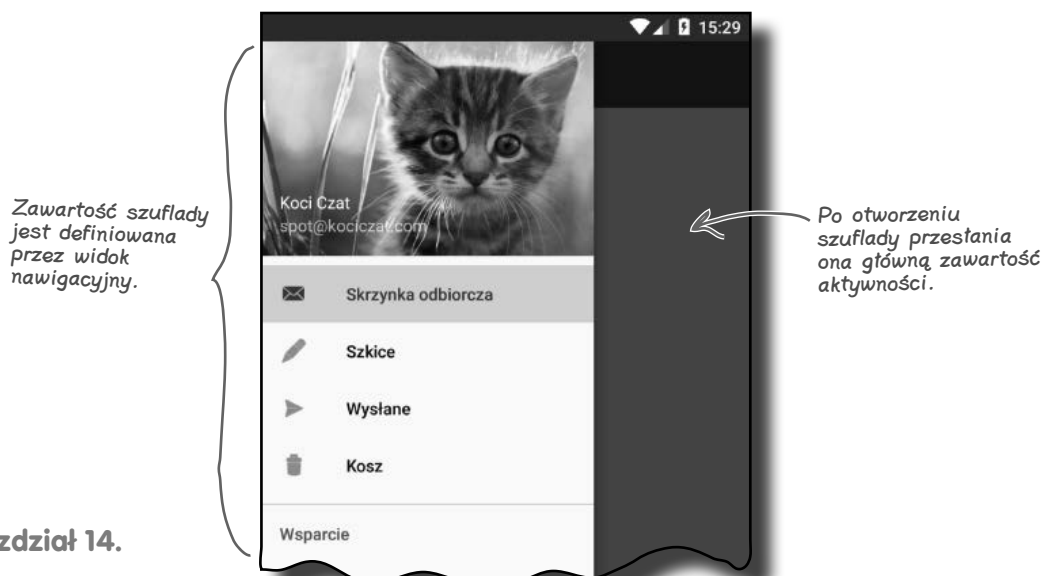 15:29
Koci Czat
spot@kociczat.com
Zawartość szuflady
jest definiowana
przez widok
nawigacyjny.
Po otworzeniu
szuflady przesłania
ona główną zawartość
aktywności.
Skrzynka odbiorcza
Szkice
Wysłane
Kosz
Wsparcie
zdział 14.